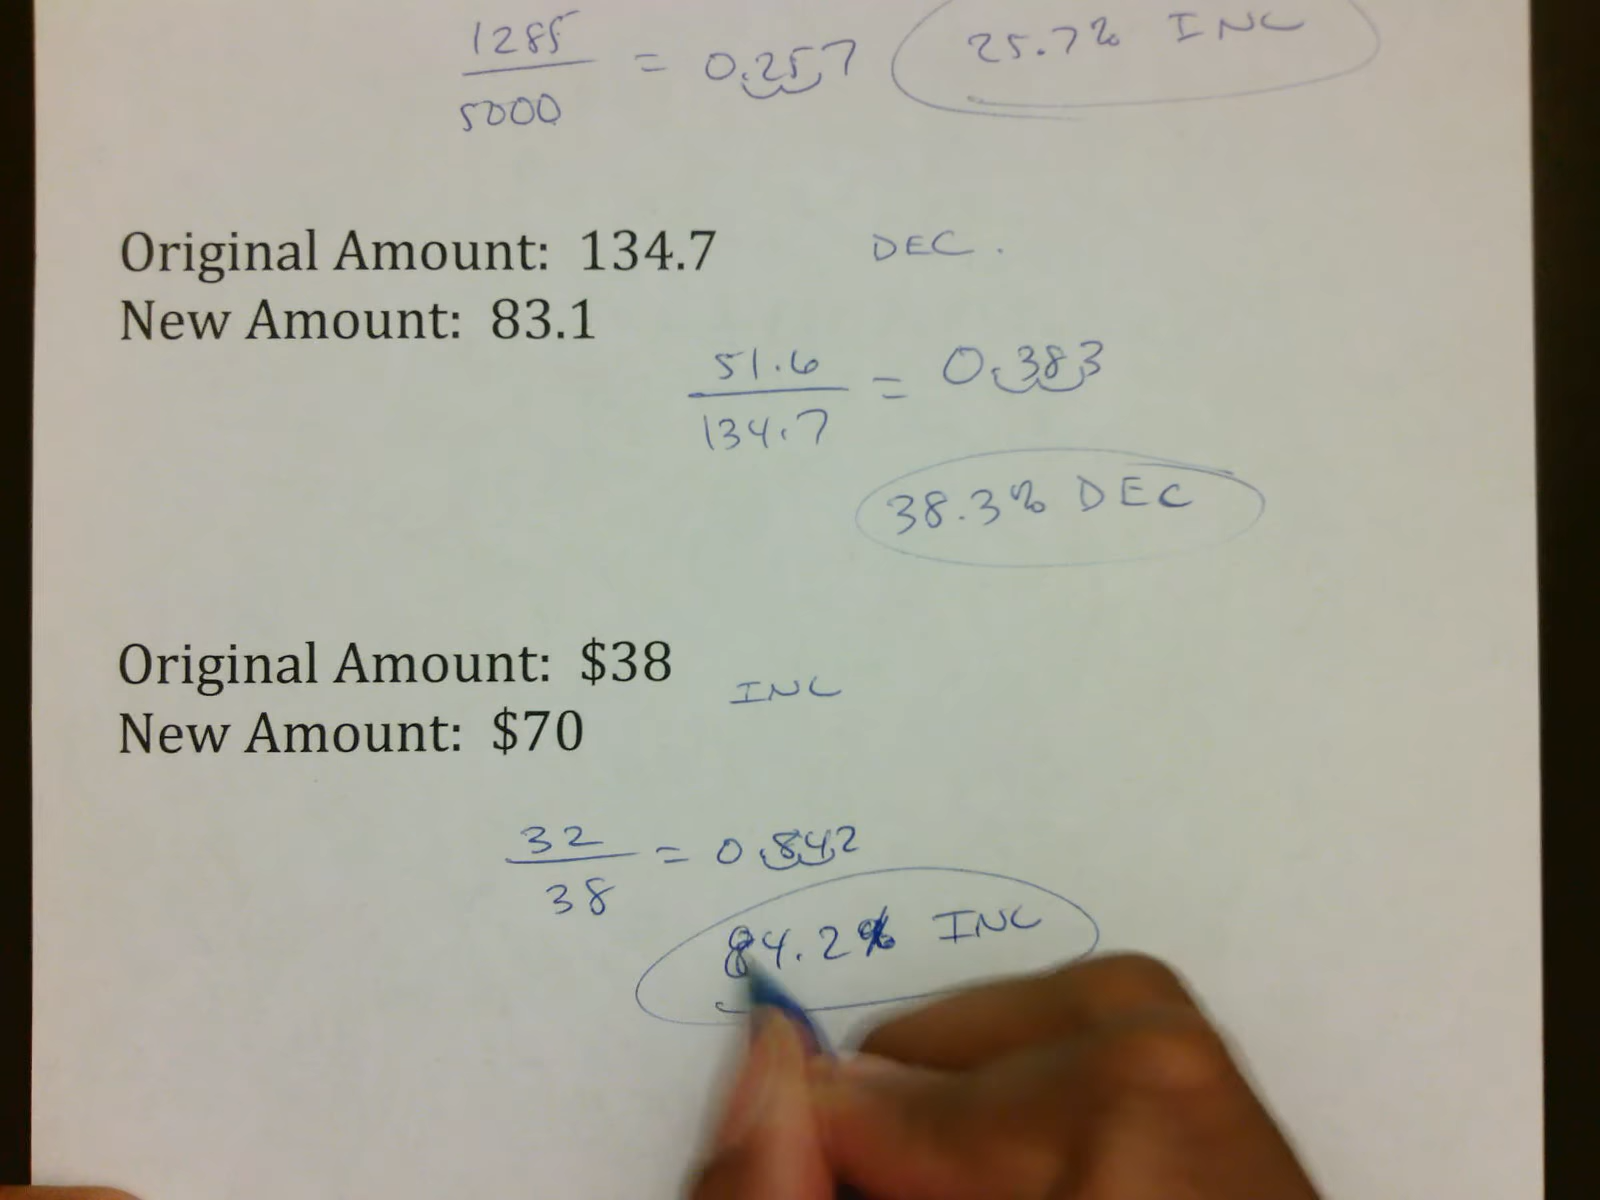 1285
5000
= 0.257
25.7% INC
Original Amount: 134.7
DEC.
New Amount: 83.1
51.6
134.7
= 0.383
38.3% DEC
Original Amount: $38
INC
New Amount: $70
32
38
= 0.842
84.2% INC